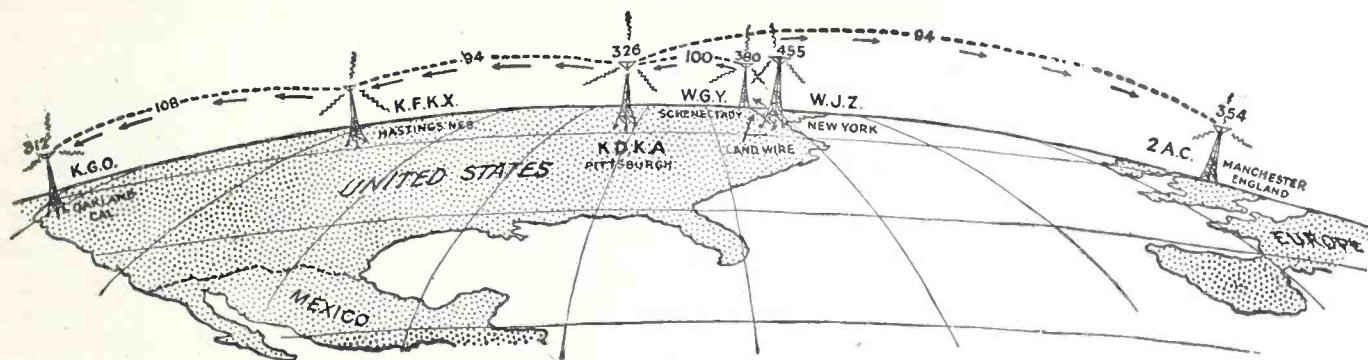 108
94
326
100
380
455
94
354
312
K.G.O.
OAKLAND
CAL
K.F.K.X.
HASTINGS NEB.
K.D.K.A
PITTSBURGH
W.G.Y.
SCHENECTADY
LAND WIRE
W.J.Z.
NEW YORK
2 A.C.
MANCHESTER
ENGLAND
UNITED STATES
MEXICO
EUROPE